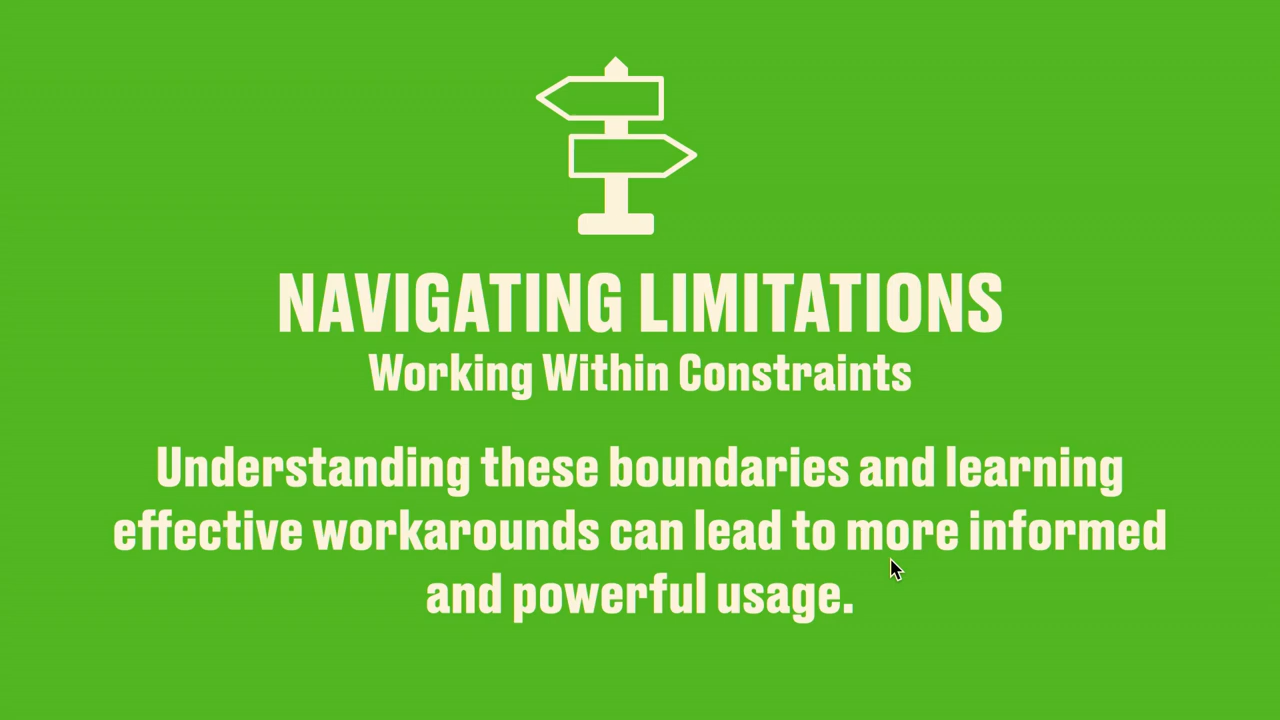 NAVIGATING LIMITATIONS
Working Within Constraints
Understanding these boundaries and learning
effective workarounds can lead to more informed
and powerful usage.